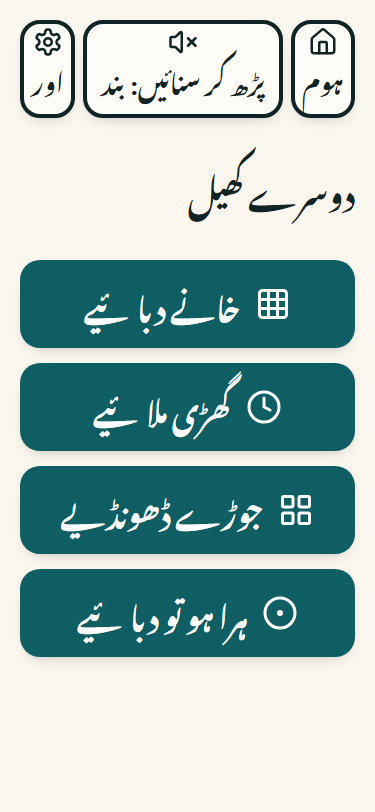 ہوم
پڑھ کر سنائیں: بند
اور
دوسرے کھیل
خانے دبائیے
گھڑی ملائیے
جوڑے ڈھونڈیے
ہرا ہو تو دبائیے